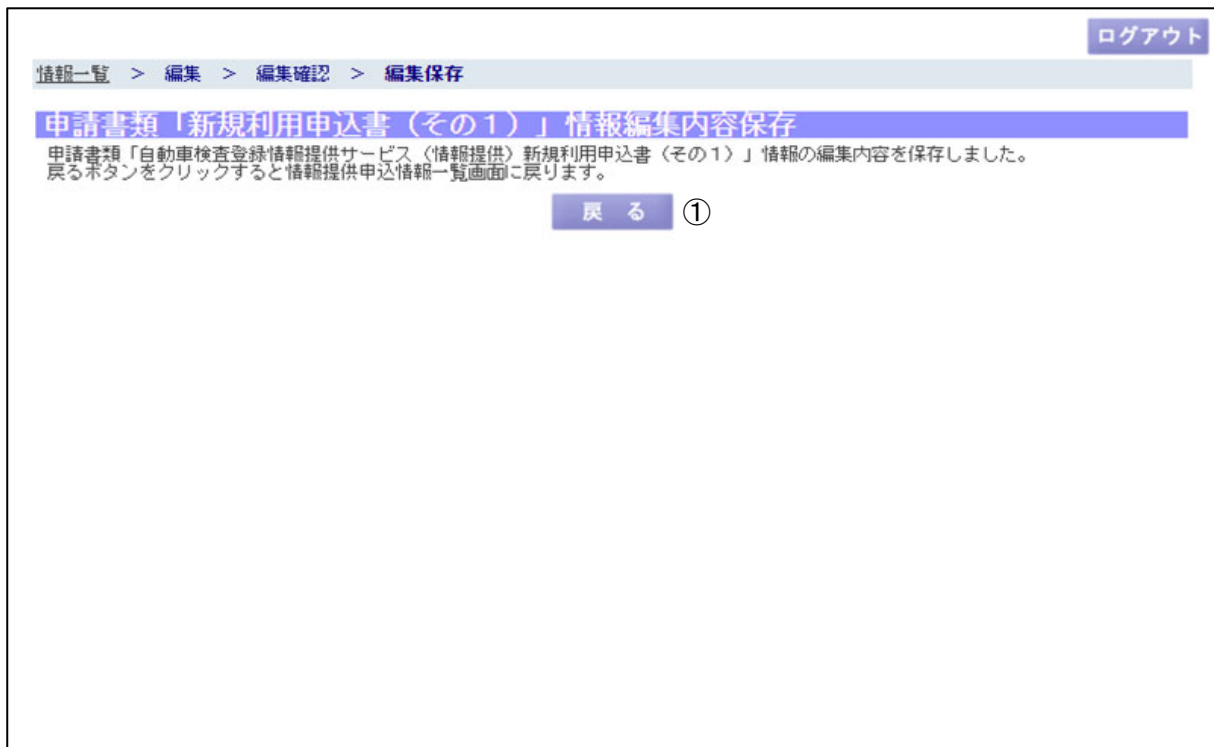 ログアウト
情報一覧 > 編集 > 編集確認 > 編集保存
申請書類「新規利用申込書（その１）」情報編集内容保存
申請書類「自動車検査登録情報提供サービス（情報提供）新規利用申込書（その１）」情報の編集内容を保存しました。
戻るボタンをクリックすると情報提供申込情報一覧画面に戻ります。
戻 る ①